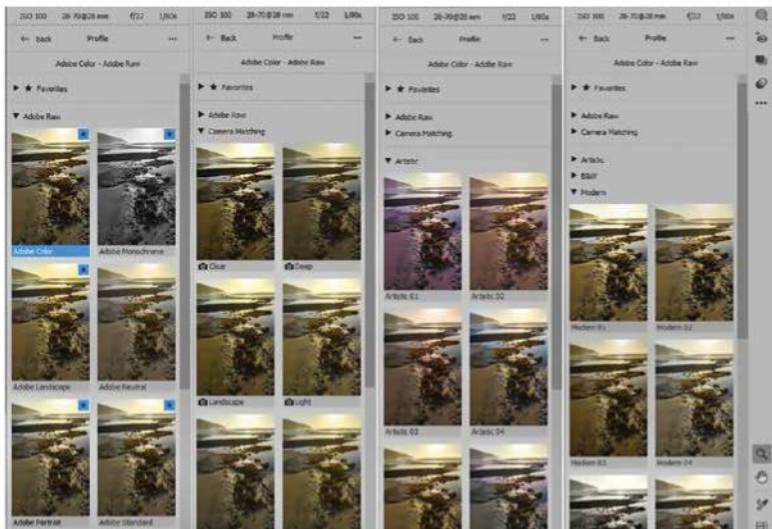 ISO 100 28-70@28 mm f/22 1/80s
← Back Profile ...
Adobe Color - Adobe Raw
▶ ★ Favorites
▼ Adobe Raw
Adobe Color Adobe Monochrome
Adobe Landscape Adobe Neutral
Adobe Portrait Adobe Standard
ISO 100 28-70@28 mm f/22 1/80s
← Back Profile ...
Adobe Color - Adobe Raw
▶ ★ Favorites
▶ Adobe Raw
▼ Camera Matching
Clear Deep
Landscape Light
ISO 100 28-70@28 mm f/22 1/80s
← Back Profile ...
Adobe Color - Adobe Raw
▶ ★ Favorites
▶ Adobe Raw
▶ Camera Matching
▼ Artistic
Artistic 01 Artistic 02
Artistic 03 Artistic 04
ISO 100 28-70@28 mm f/22 1/80s
← Back Profile ...
Adobe Color - Adobe Raw
▶ ★ Favorites
▶ Adobe Raw
▶ Camera Matching
▶ Artistic
▶ B&W
▼ Modern
Modern 01 Modern 02
Modern 03 Modern 04